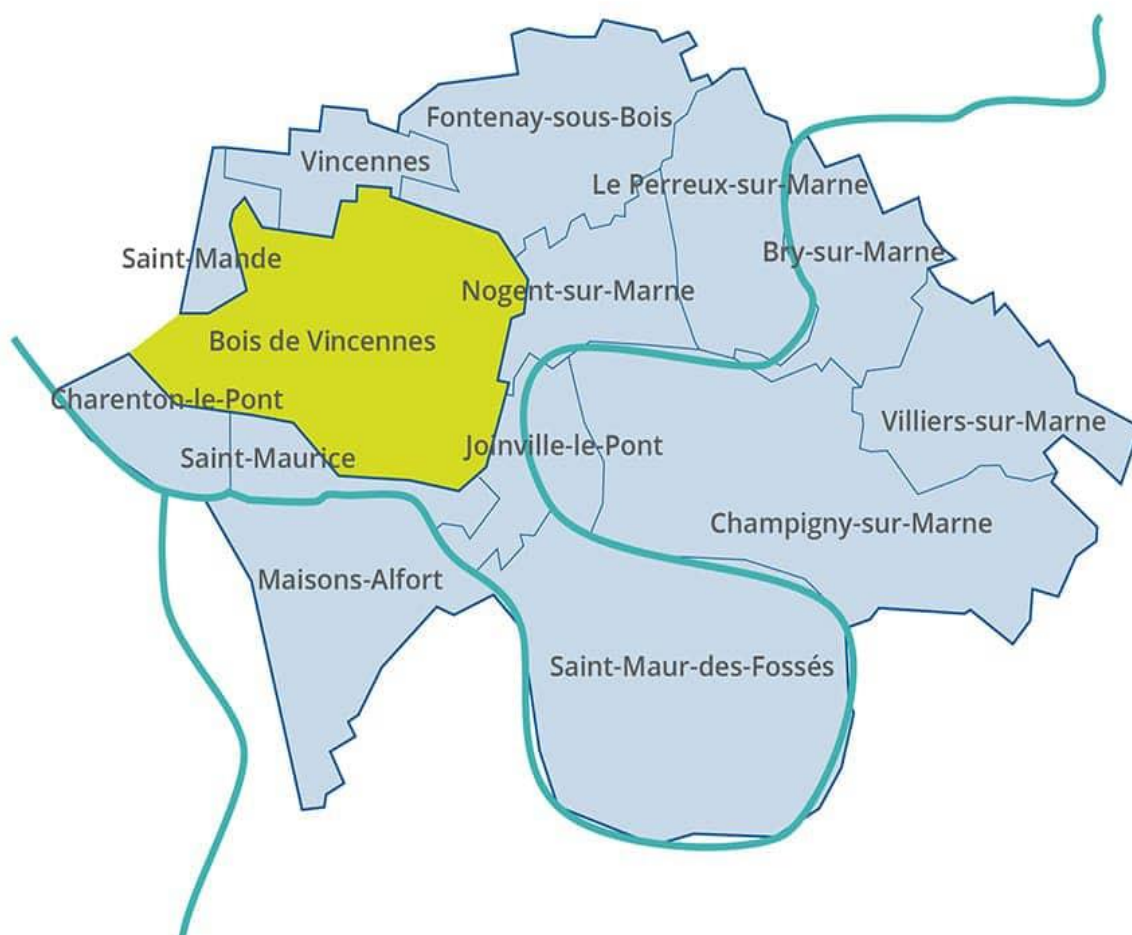 Fontenay-sous-Bois
Vincennes
Le Perreux-sur-Marne
Saint-Mande
Bry-sur-Marne
Nogent-sur-Marne
Bois de Vincennes
Charenton-le-Pont
Villiers-sur-Marne
Saint-Maurice
Joinville-le-Pont
Champigny-sur-Marne
Maisons-Alfort
Saint-Maur-des-Fossés